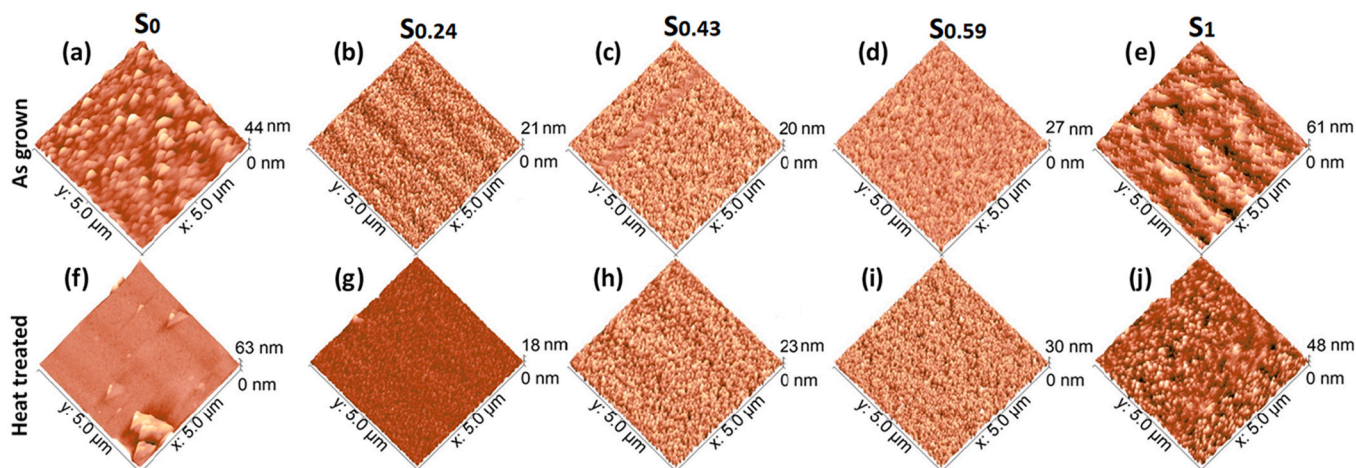 S0 S0.24 S0.43 S0.59 S1
(a) (b) (c) (d) (e)
As grown
44 nm 21 nm 20 nm 27 nm 61 nm
0 nm 0 nm 0 nm 0 nm 0 nm
y: 5.0 µm x: 5.0 µm y: 5.0 µm x: 5.0 µm y: 5.0 µm x: 5.0 µm y: 5.0 µm x: 5.0 µm y: 5.0 µm x: 5.0 µm
(f) (g) (h) (i) (j)
Heat treated
63 nm 18 nm 23 nm 30 nm 48 nm
0 nm 0 nm 0 nm 0 nm 0 nm
y: 5.0 µm x: 5.0 µm y: 5.0 µm x: 5.0 µm y: 5.0 µm x: 5.0 µm y: 5.0 µm x: 5.0 µm y: 5.0 µm x: 5.0 µm